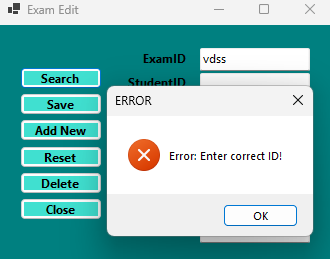 Exam Edit
ExamID vdss
Search
StudentID
Save
ERROR
Add New
Error: Enter correct ID!
Reset
Delete
Close
OK